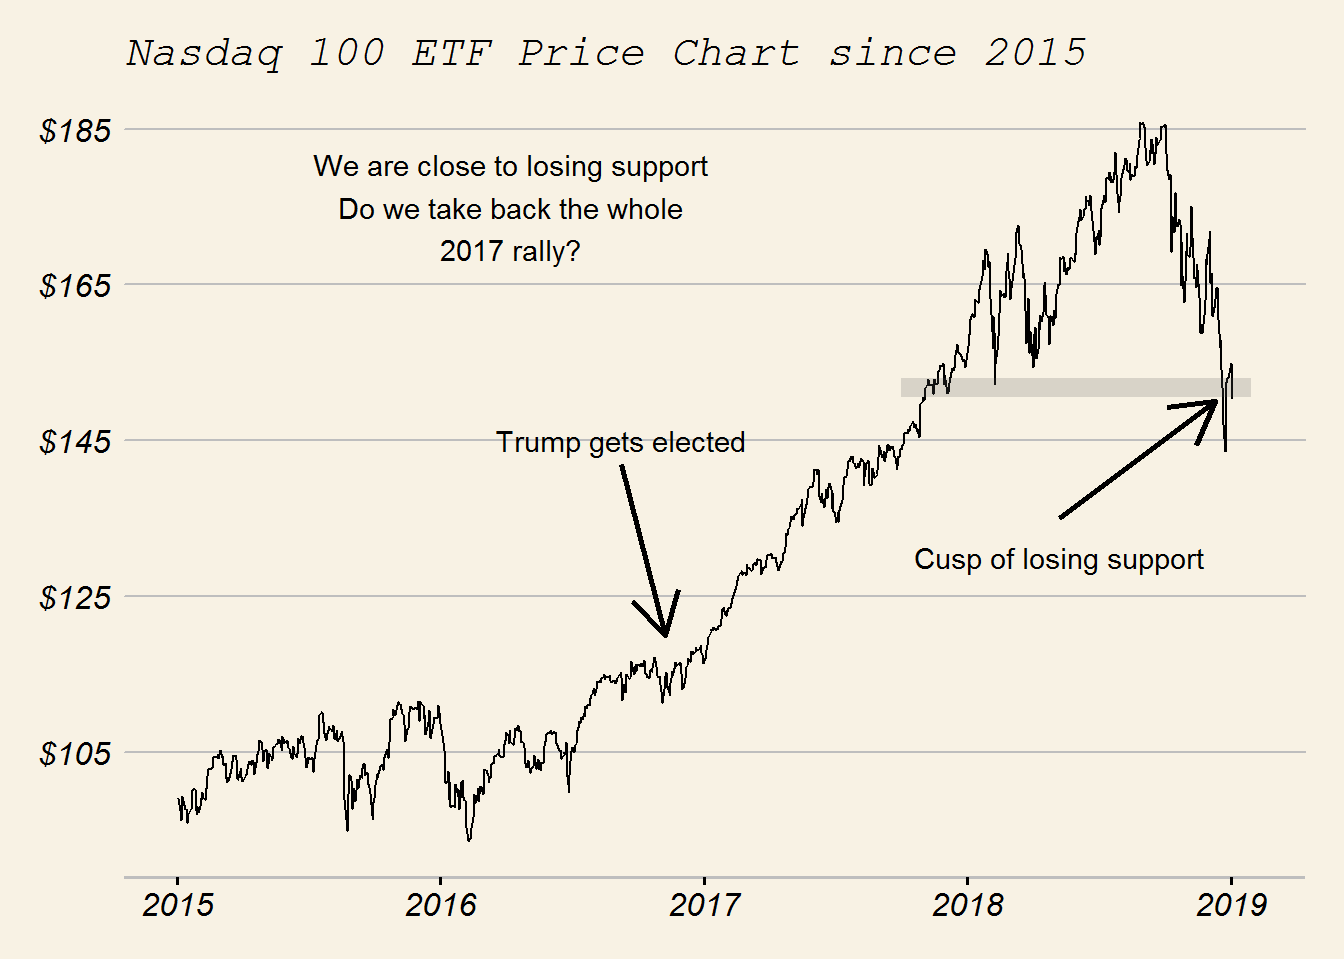 Nasdaq 100 ETF Price Chart since 2015
$185
We are close to losing support
Do we take back the whole
2017 rally?
$165
$145
Trump gets elected
Cusp of losing support
$125
$105
2015
2016
2017
2018
2019